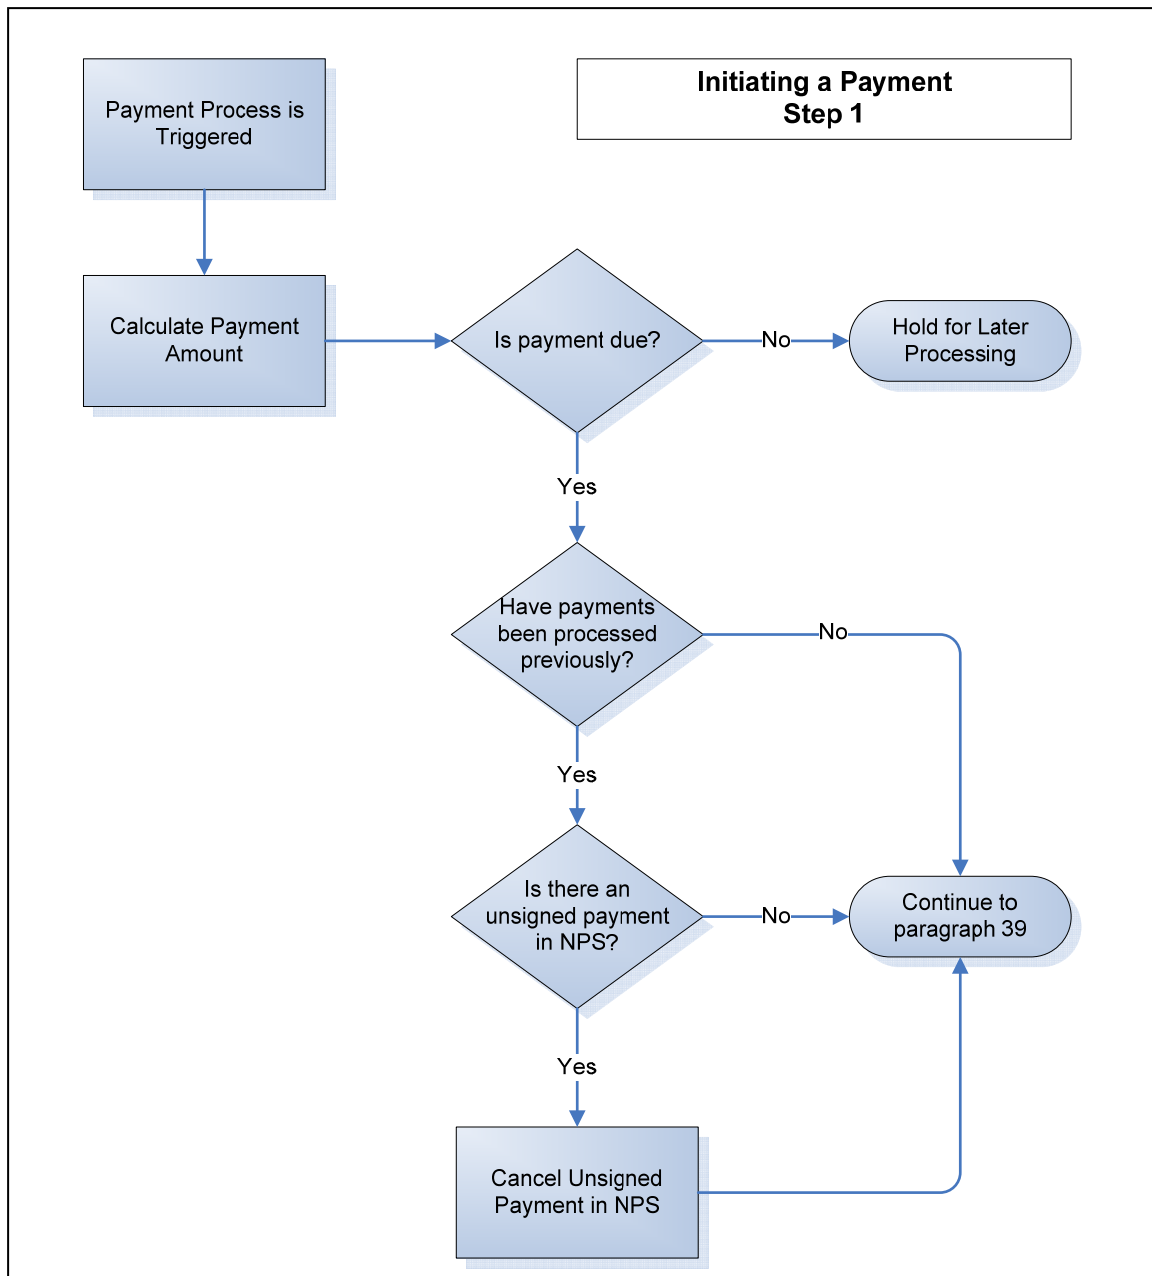 Payment Process is
Triggered
Initiating a Payment
Step 1
Calculate Payment
Amount
Is payment due?
No
Hold for Later
Processing
Yes
Have payments
been processed
previously?
No
Yes
Is there an
unsigned payment
in NPS?
No
Continue to
paragraph 39
Yes
Cancel Unsigned
Payment in NPS